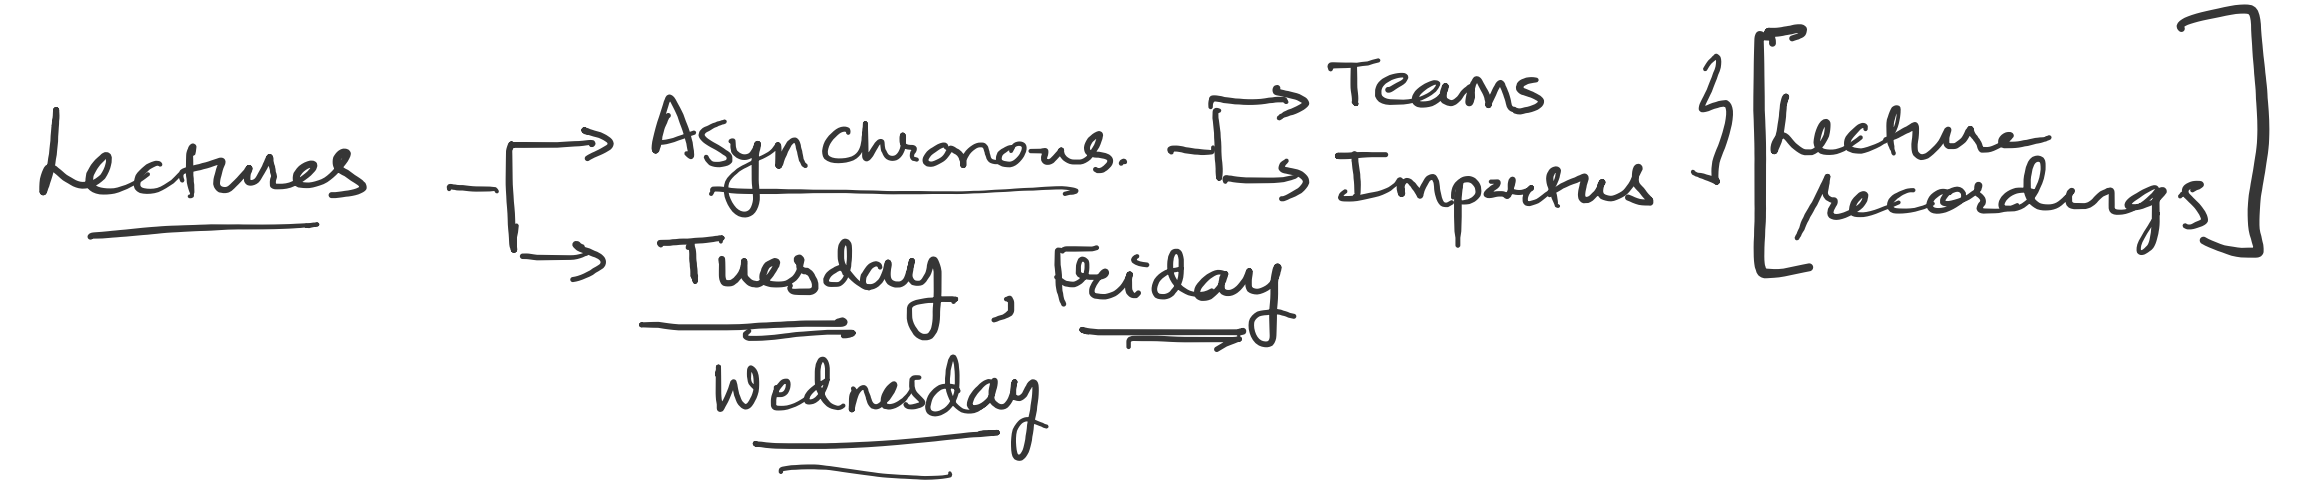 Lectures
Asynchronous.
Teams
Impartus
Lecture
recordings
Tuesday, Friday
Wednesday